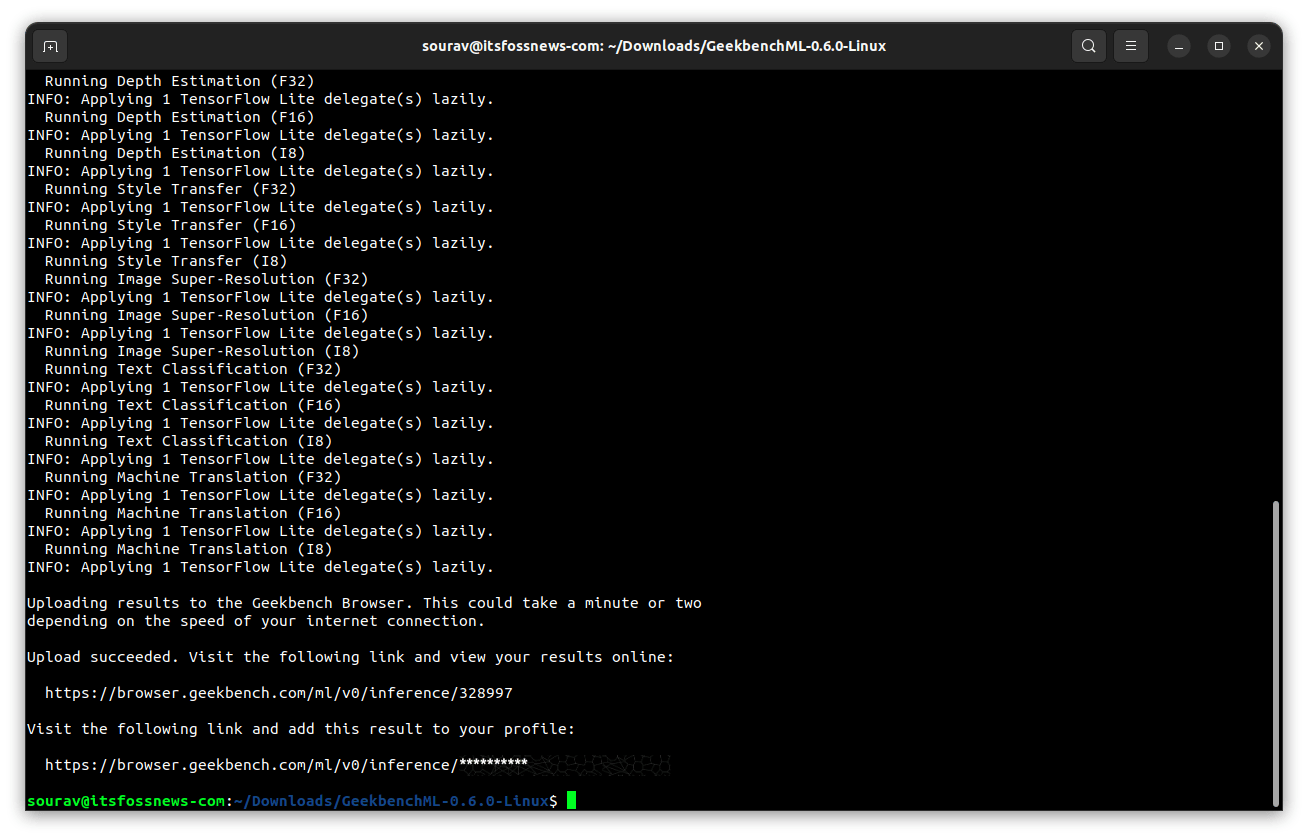 sourav@itsfossnews-com: ~/Downloads/GeekbenchML-0.6.0-Linux
Running Depth Estimation (F32)
INFO: Applying 1 TensorFlow Lite delegate(s) lazily.
Running Depth Estimation (F16)
INFO: Applying 1 TensorFlow Lite delegate(s) lazily.
Running Depth Estimation (I8)
INFO: Applying 1 TensorFlow Lite delegate(s) lazily.
Running Style Transfer (F32)
INFO: Applying 1 TensorFlow Lite delegate(s) lazily.
Running Style Transfer (F16)
INFO: Applying 1 TensorFlow Lite delegate(s) lazily.
Running Style Transfer (I8)
Running Image Super-Resolution (F32)
INFO: Applying 1 TensorFlow Lite delegate(s) lazily.
Running Image Super-Resolution (F16)
INFO: Applying 1 TensorFlow Lite delegate(s) lazily.
Running Image Super-Resolution (I8)
Running Text Classification (F32)
INFO: Applying 1 TensorFlow Lite delegate(s) lazily.
Running Text Classification (F16)
INFO: Applying 1 TensorFlow Lite delegate(s) lazily.
Running Text Classification (I8)
INFO: Applying 1 TensorFlow Lite delegate(s) lazily.
Running Machine Translation (F32)
INFO: Applying 1 TensorFlow Lite delegate(s) lazily.
Running Machine Translation (F16)
INFO: Applying 1 TensorFlow Lite delegate(s) lazily.
Running Machine Translation (I8)
INFO: Applying 1 TensorFlow Lite delegate(s) lazily.
Uploading results to the Geekbench Browser. This could take a minute or two
depending on the speed of your internet connection.
Upload succeeded. Visit the following link and view your results online:
https://browser.geekbench.com/ml/v0/inference/328997
Visit the following link and add this result to your profile:
https://browser.geekbench.com/ml/v0/inference/**********
sourav@itsfossnews-com:~/Downloads/GeekbenchML-0.6.0-Linux$